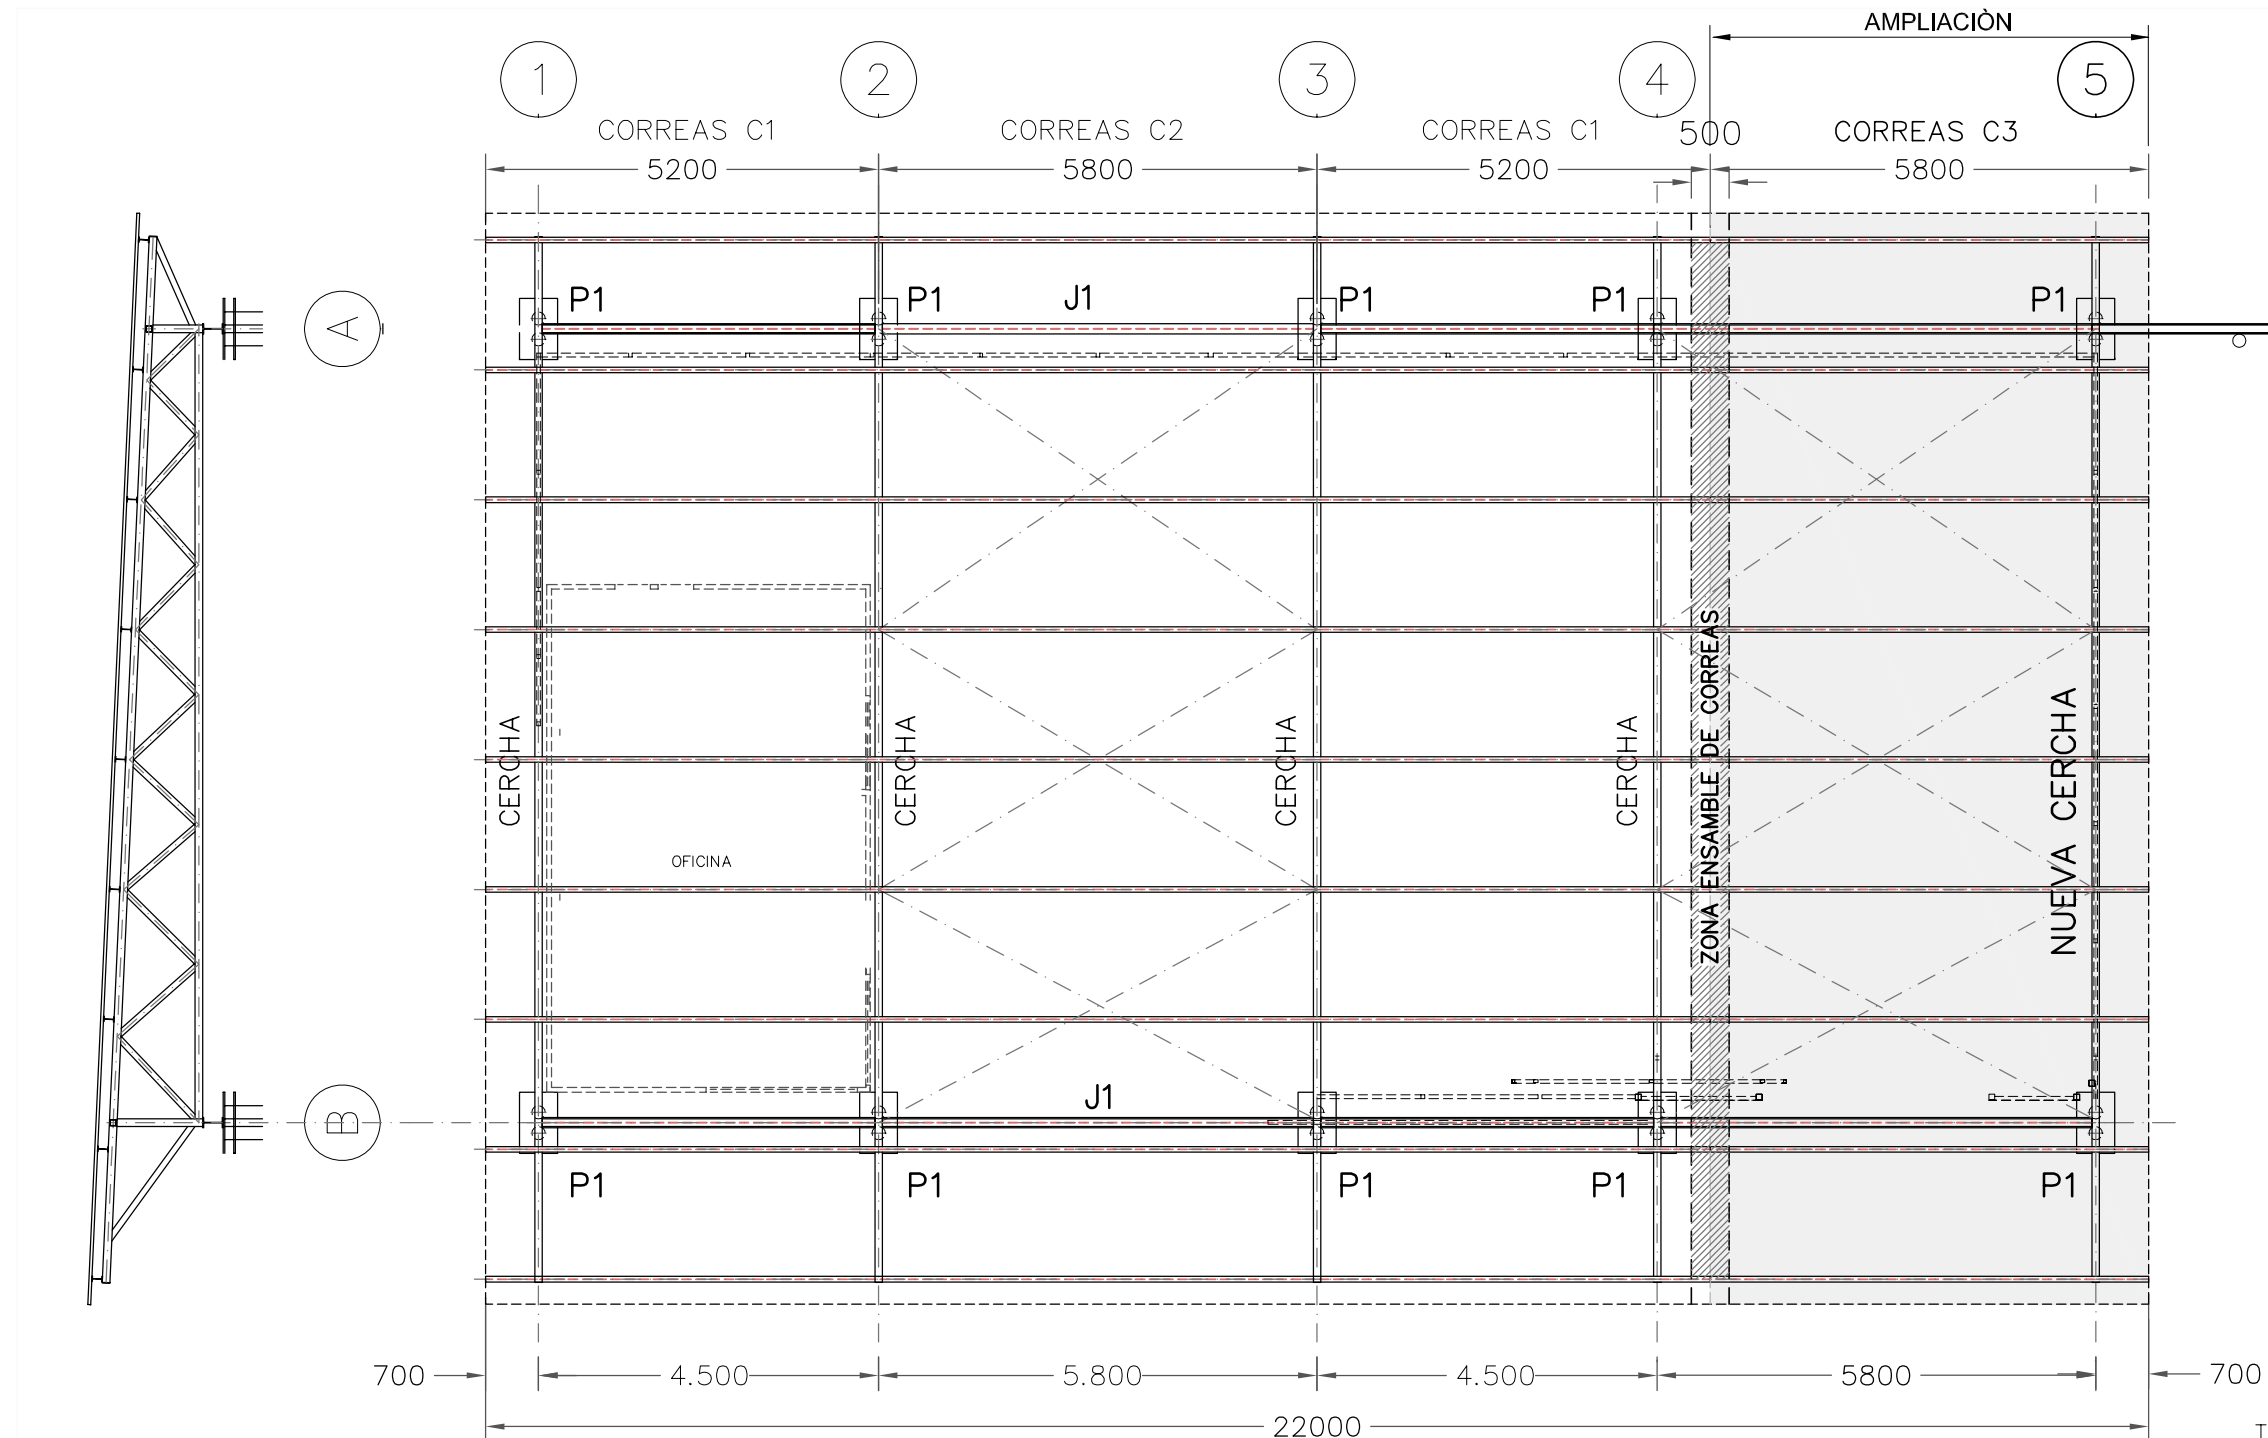 AMPLIACIÒN
1
2
3
4
5
CORREAS C1
CORREAS C2
CORREAS C1
500
CORREAS C3
5200
5800
5200
5800
A
P1
P1
J1
P1
P1
P1
CERCHA
CERCHA
CERCHA
CERCHA
ZONA ENSAMBLE DE CORREAS
NUEVA CERCHA
OFICINA
B
J1
P1
P1
P1
P1
P1
700
4.500
5.800
4.500
5800
700
22000